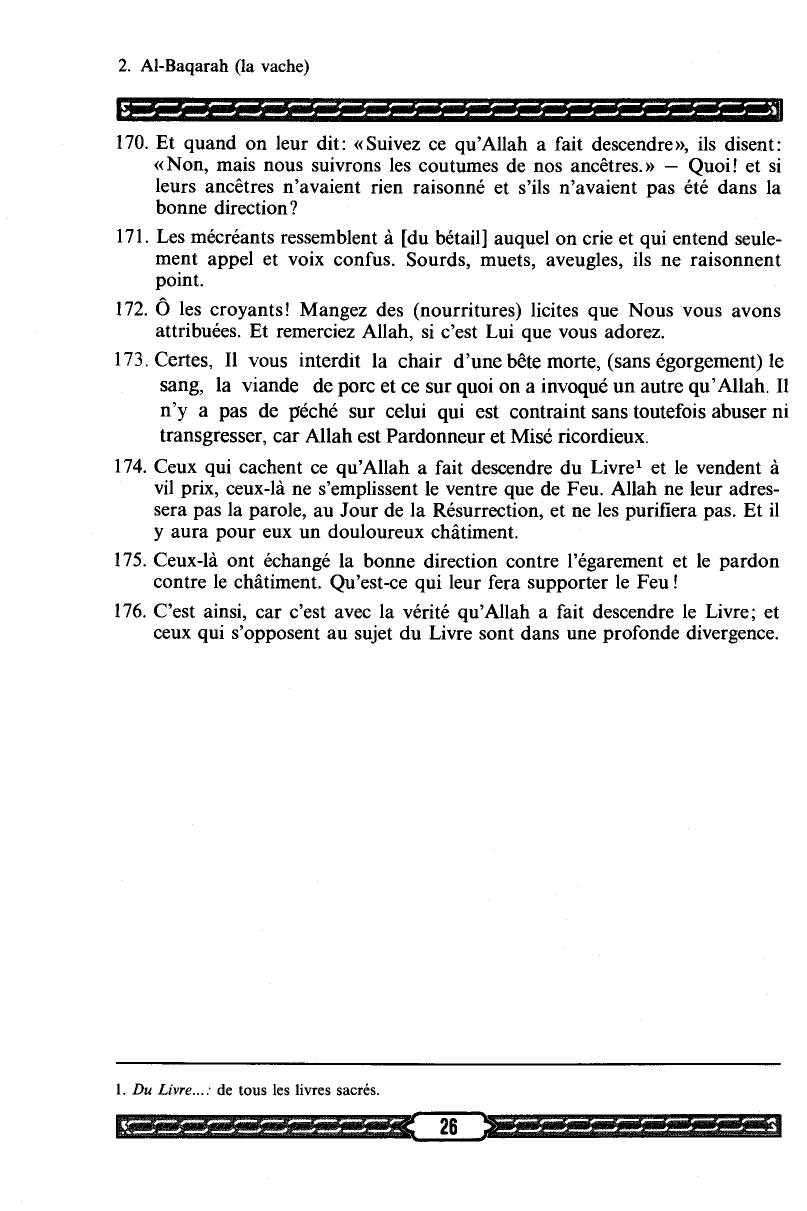 2. Al-Baqarah (la vache)
170. Et quand on leur dit: «Suivez ce qu’Allah a fait descendre», ils disent:
«Non, mais nous suivrons les coutumes de nos ancêtres.» — Quoi! et si
leurs ancêtres n’avaient rien raisonné et s’ils n’avaient pas été dans la
bonne direction?
171. Les mécréants ressemblent à [du bétail] auquel on crie et qui entend seule-
ment appel et voix confus. Sourds, muets, aveugles, ils ne raisonnent
point.
172. Ô les croyants! Mangez des (nourritures) licites que Nous vous avons
attribuées. Et remerciez Allah, si c’est Lui que vous adorez.
173. Certes, Il vous interdit la chair d’une bête morte, (sans égorgement) le
sang, la viande de porc et ce sur quoi on a invoqué un autre qu’Allah. Il
n’y a pas de péché sur celui qui est contraint sans toutefois abuser ni
transgresser, car Allah est Pardonneur et Misé ricordieux.
174. Ceux qui cachent ce qu’Allah a fait descendre du Livre¹ et le vendent à
vil prix, ceux-là ne s’emplissent le ventre que de Feu. Allah ne leur adres-
sera pas la parole, au Jour de la Résurrection, et ne les purifiera pas. Et il
y aura pour eux un douloureux châtiment.
175. Ceux-là ont échangé la bonne direction contre l’égarement et le pardon
contre le châtiment. Qu’est-ce qui leur fera supporter le Feu !
176. C’est ainsi, car c’est avec la vérité qu’Allah a fait descendre le Livre; et
ceux qui s’opposent au sujet du Livre sont dans une profonde divergence.
1. Du Livre...: de tous les livres sacrés.
26